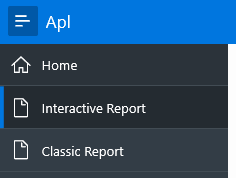 Apl
Home
Interactive Report
Classic Report